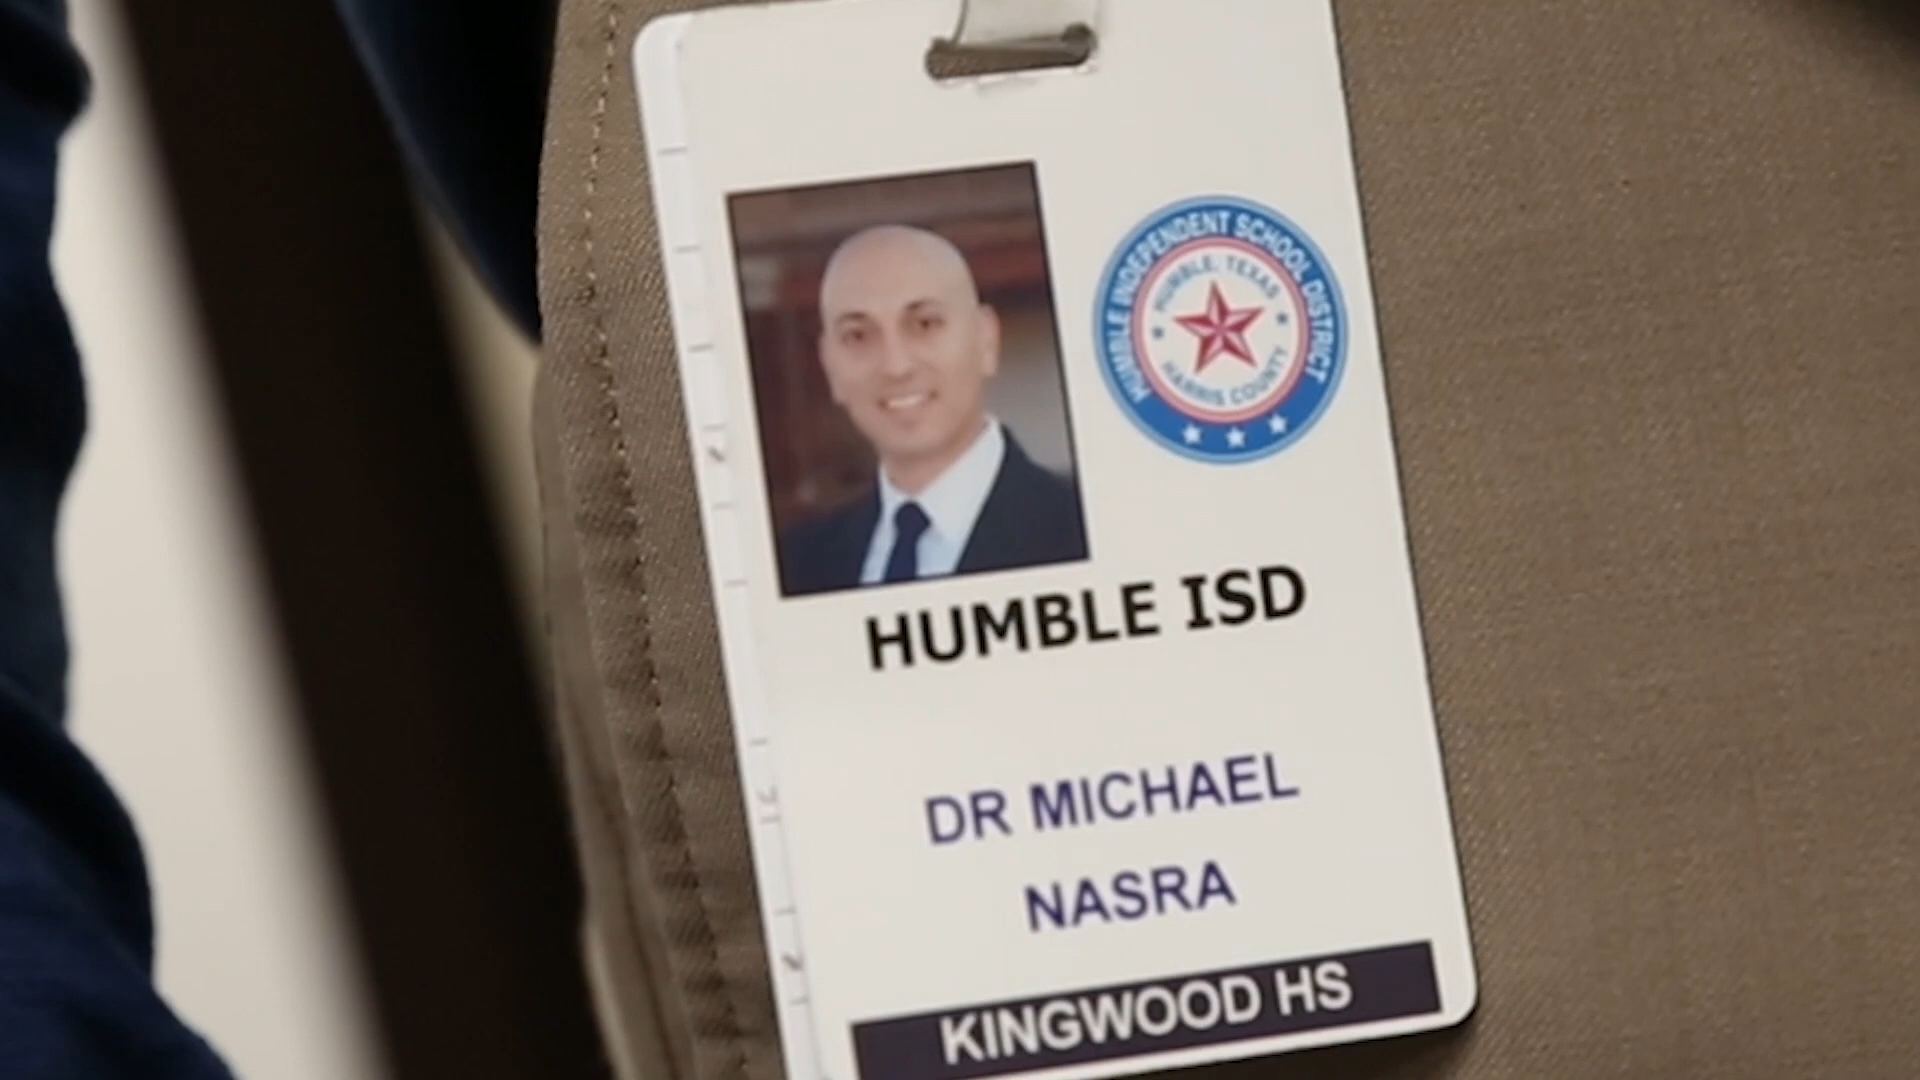 HUMBLE INDEPENDENT SCHOOL DISTRICT
HUMBLE, TEXAS
HARRIS COUNTY
HUMBLE ISD
DR MICHAEL
NASRA
KINGWOOD HS